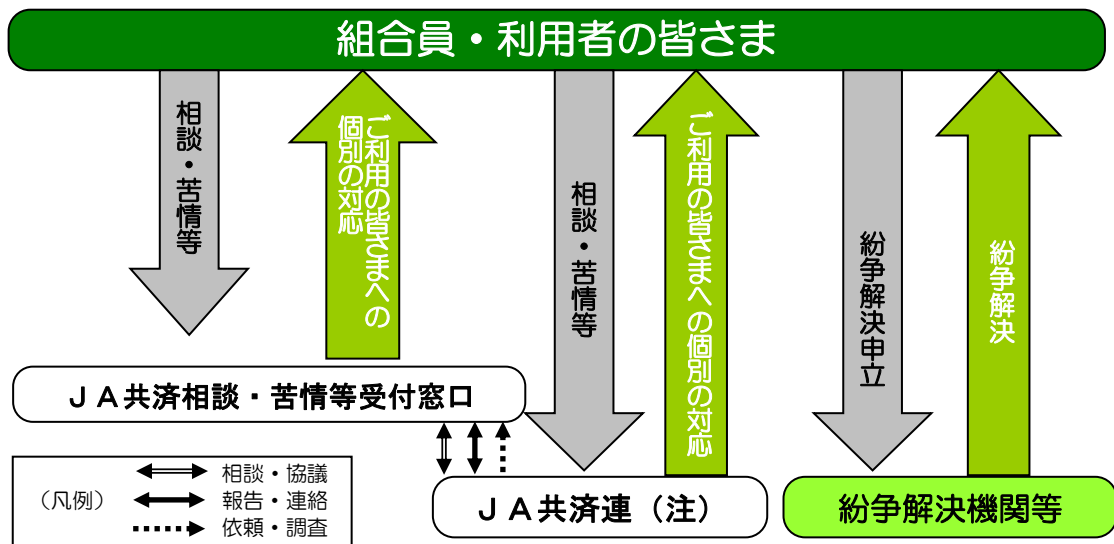 組合員・利用者の皆さま
相談・苦情等
ご利用の皆さまへの
個別の対応
相談・苦情等
ご利用の皆さまへの個別の対応
紛争解決申立
紛争解決
ＪＡ共済相談・苦情等受付窓口
（凡例）
相談・協議
報告・連絡
依頼・調査
ＪＡ共済連（注）
紛争解決機関等